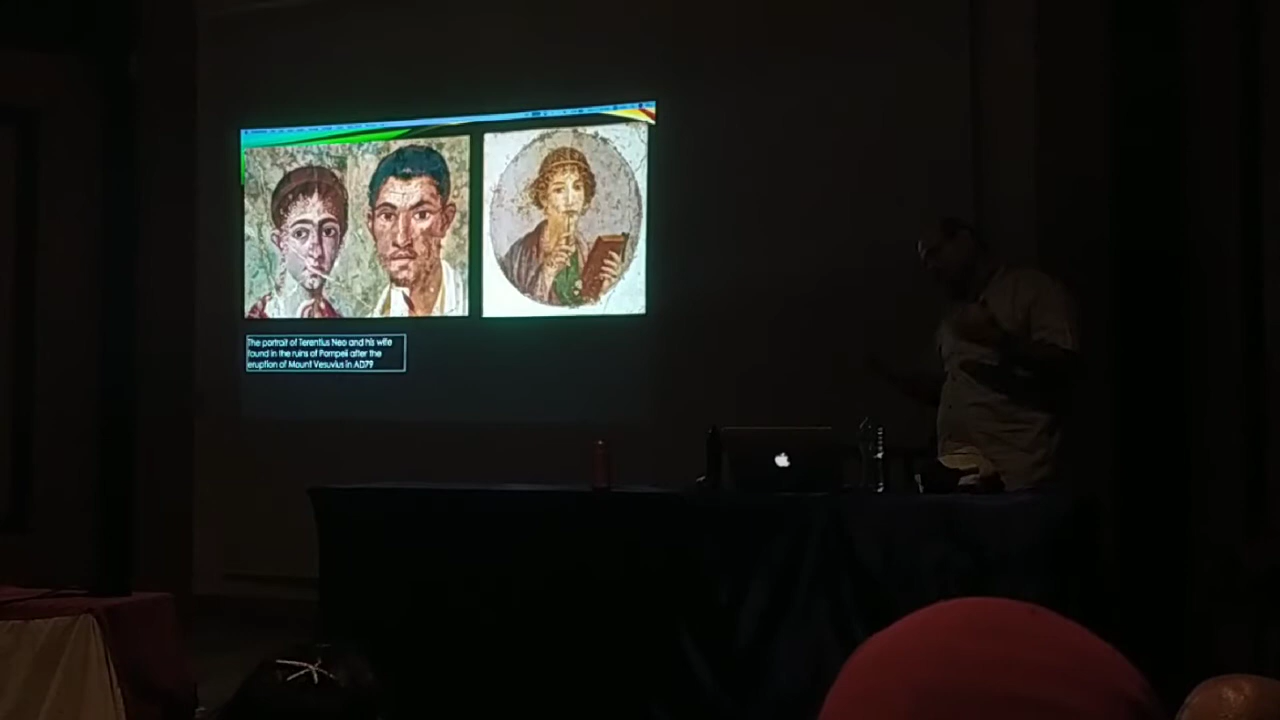 The portrait of Terentius Neo and his wife
found in the ruins of Pompeii after the
eruption of Mount Vesuvius in AD79